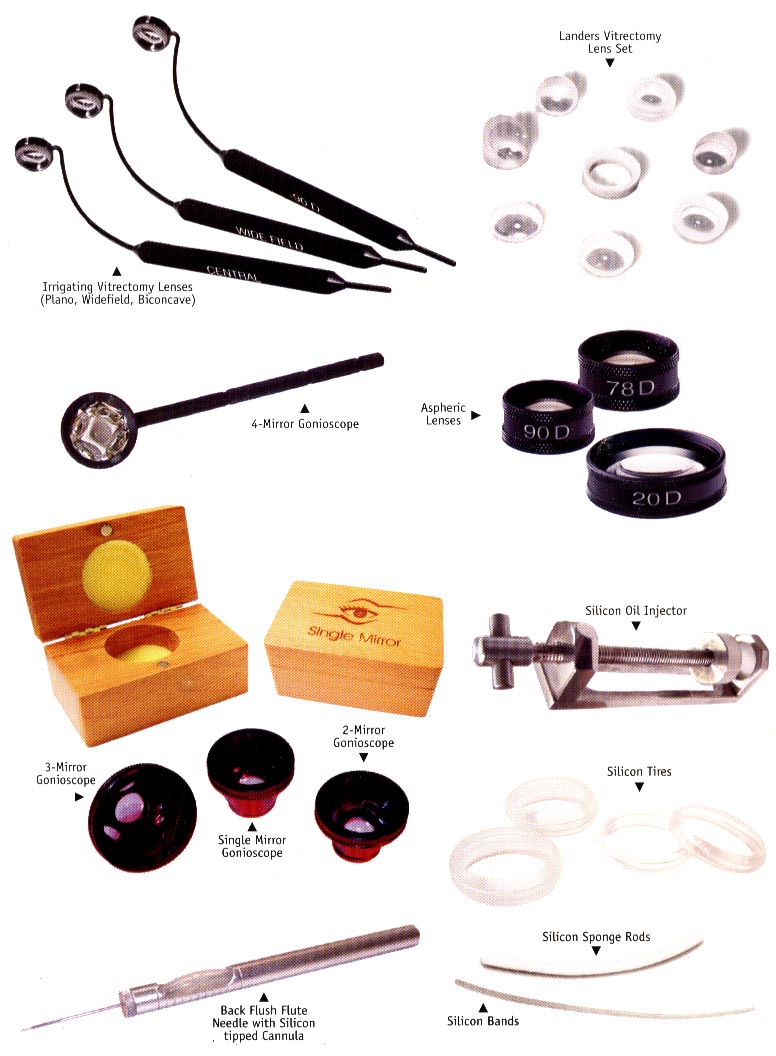 Landers Vitrectomy
Lens Set
-90 D
WIDE FIELD
CENTRAL
Irrigating Vitrectomy Lenses
(Plano, Widefield, Biconcave)
4-Mirror Gonioscope
Aspheric
Lenses
78D
90D
20D
Single Mirror
Silicon Oil Injector
2-Mirror
Gonioscope
3-Mirror
Gonioscope
Single Mirror
Gonioscope
Silicon Tires
Back Flush Flute
Needle with Silicon
tipped Cannula
Silicon Sponge Rods
Silicon Bands